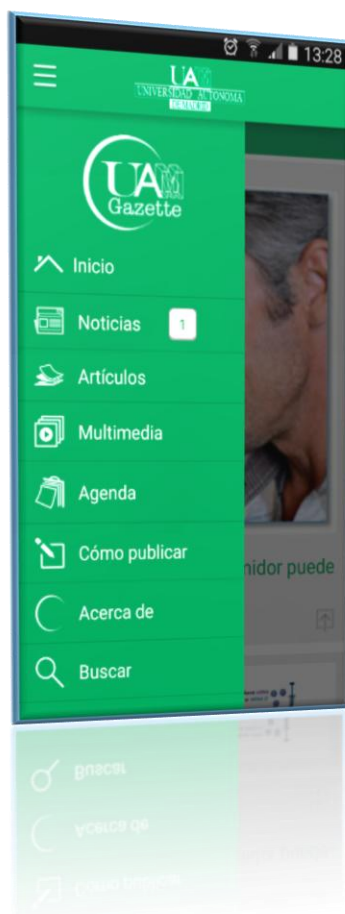 13:28
UAM
UNIVERSIDAD AUTONOMA
DE MADRID
UAM
Gazette
Inicio
Noticias 1
Artículos
Multimedia
Agenda
Cómo publicar
nidor puede
Acerca de
Buscar